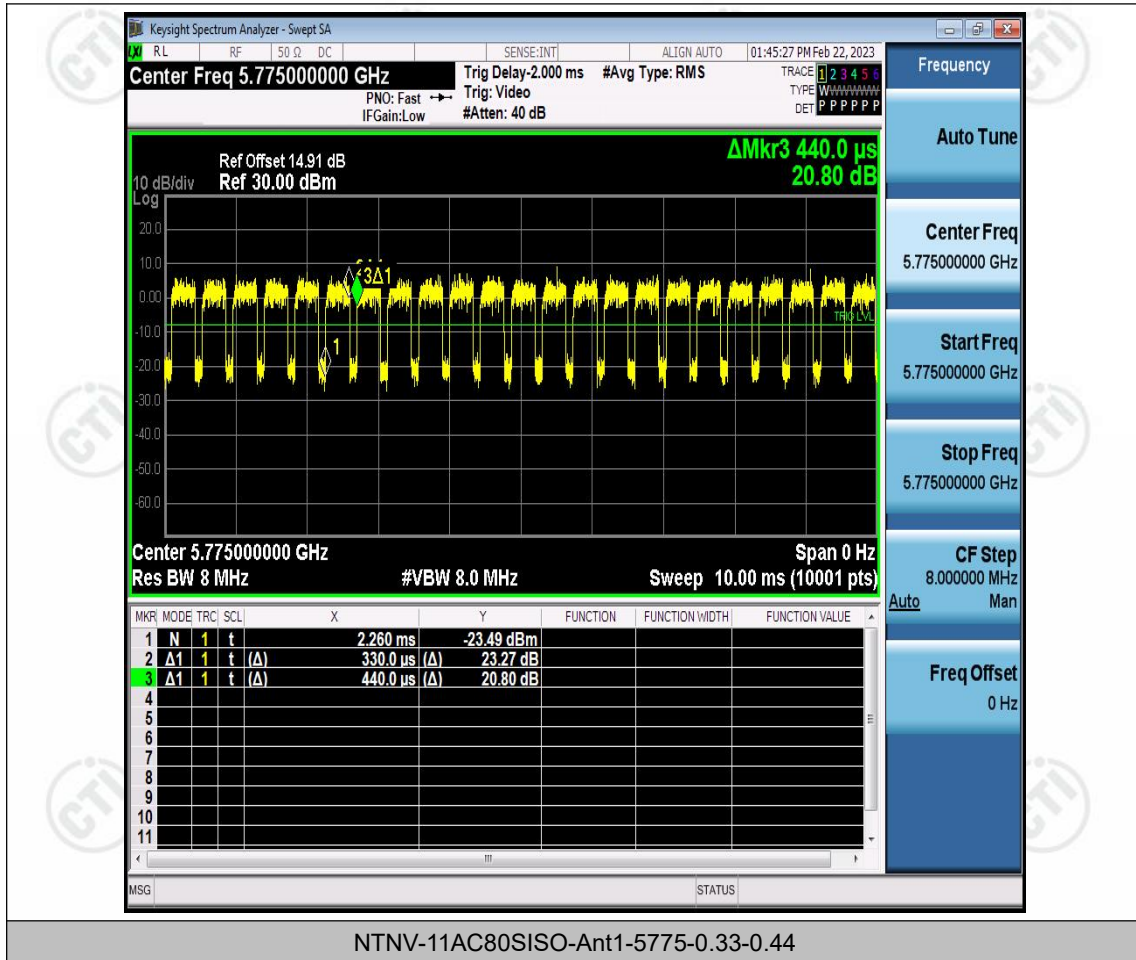 Keysight Spectrum Analyzer - Swept SA
LXI RL RF 50 Ω DC SENSE:INT ALIGN AUTO 01:45:27 PM Feb 22, 2023
Center Freq 5.775000000 GHz
PNO: Fast
IFGain:Low
Trig Delay-2.000 ms
Trig: Video
#Atten: 40 dB
#Avg Type: RMS
TRACE 1 2 3 4 5 6
TYPE WWWWWW
DET P P P P P P
Frequency
Auto Tune
Center Freq
5.775000000 GHz
Start Freq
5.775000000 GHz
Stop Freq
5.775000000 GHz
CF Step
8.000000 MHz
Auto Man
Freq Offset
0 Hz
ΔMkr3 440.0 µs
20.80 dB
Ref Offset 14.91 dB
10 dB/div Ref 30.00 dBm
Log
20.0
10.0
0.00
-10.0
-20.0
-30.0
-40.0
-50.0
-60.0
3Δ1
1
TRIG LVL
Center 5.775000000 GHz Span 0 Hz
Res BW 8 MHz #VBW 8.0 MHz Sweep 10.00 ms (10001 pts)
MKR MODE TRC SCL X Y FUNCTION FUNCTION WIDTH FUNCTION VALUE
1 N 1 t 2.260 ms -23.49 dBm
2 Δ1 1 t (Δ) 330.0 µs (Δ) 23.27 dB
3 Δ1 1 t (Δ) 440.0 µs (Δ) 20.80 dB
4
5
6
7
8
9
10
11
MSG STATUS
NTNV-11AC80SISO-Ant1-5775-0.33-0.44
CTI
CTI
CTI
CTI
CTI
CTI